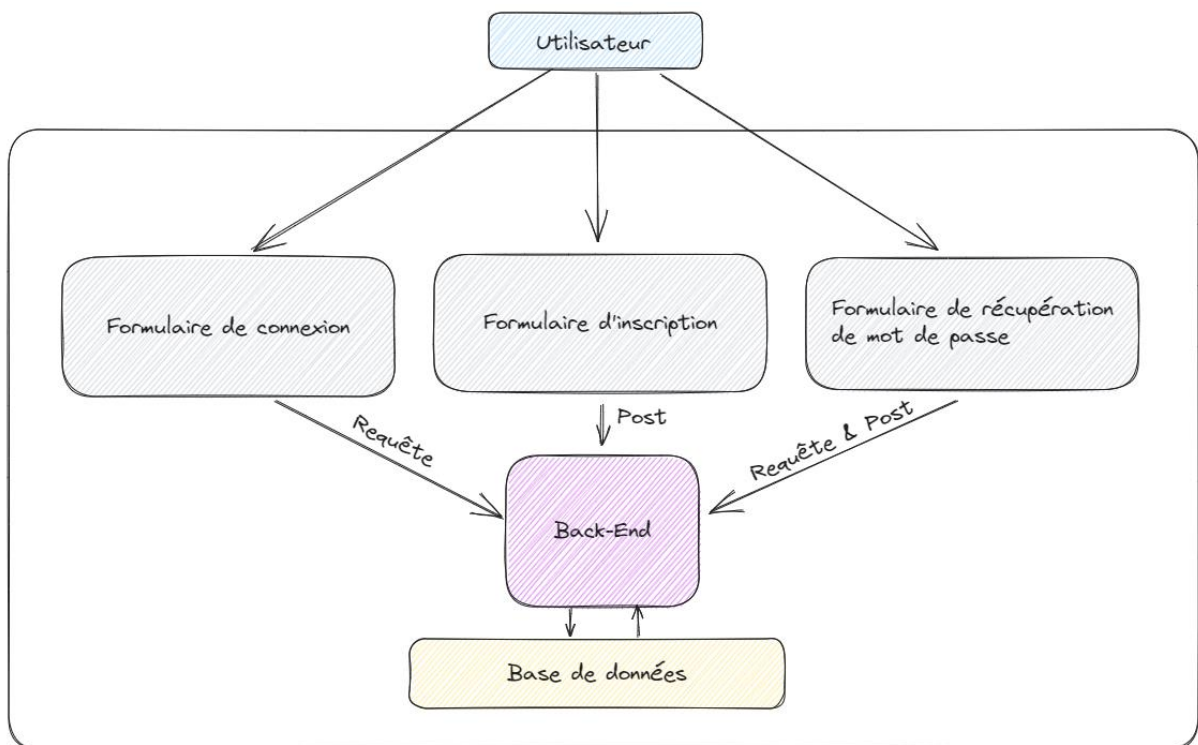 Utilisateur
Formulaire de connexion
Formulaire d'inscription
Formulaire de récupération
de mot de passe
Requête
Post
Requête & Post
Back-End
Base de données